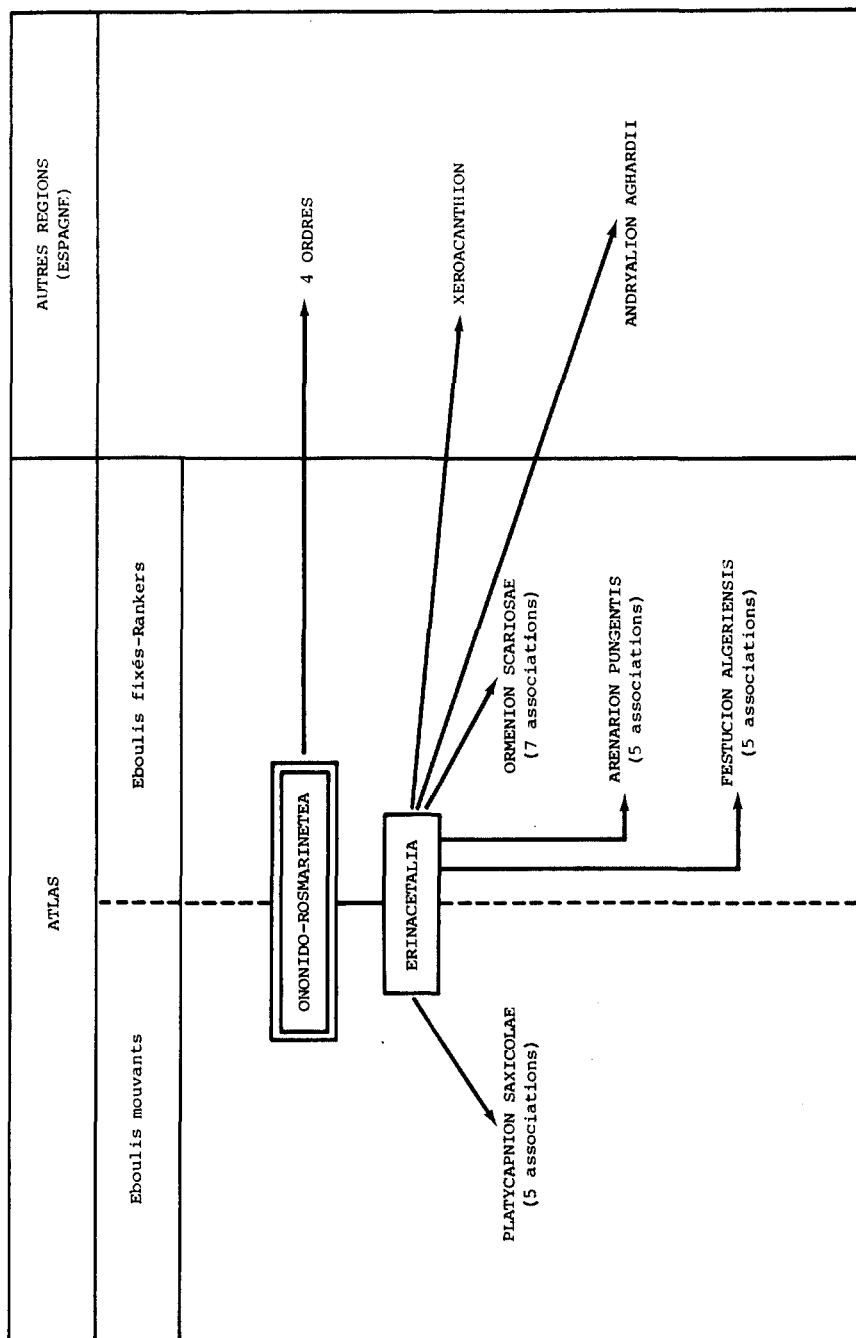 ATLAS
AUTRES REGIONS
(ESPAGNE)
Eboulis mouvants
Eboulis fixés-Rankers
ONONIDO-ROSMARINETEA
4 ORDRES
ERINACETALIA
XEROACANTHION
PLATYCAPNION SAXICOLAE
(5 associations)
ORMENION SCARIOSAE
(7 associations)
ANDRYALION AGHARDII
ARENARION PUNGENTIS
(5 associations)
FESTUCION ALGERIENSIS
(5 associations)